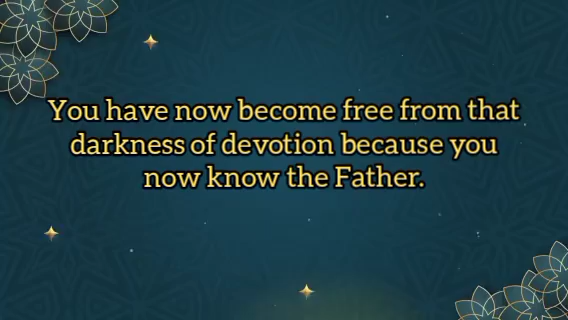 You have now become free from that
darkness of devotion because you
now know the Father.